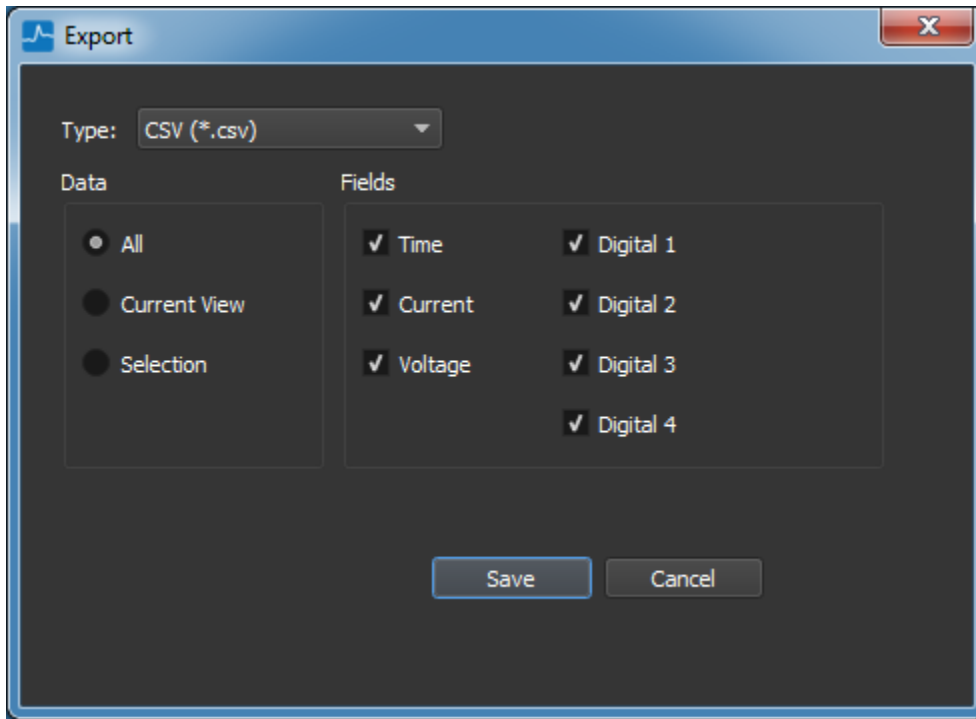 Export
Type: CSV (*.csv)
Data
Fields
All
Time
Digital 1
Current View
Current
Digital 2
Selection
Voltage
Digital 3
Digital 4
Save
Cancel